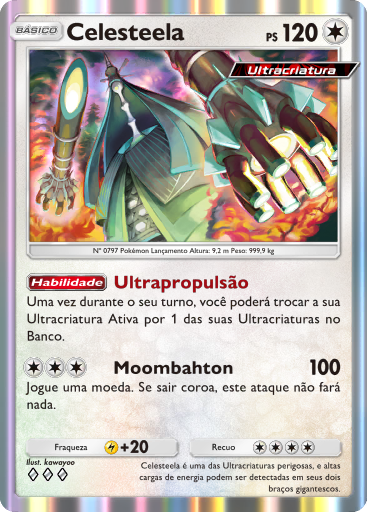 BÁSICO Celesteela PS 120
Ultracriatura
N° 0797 Pokémon Lançamento Altura: 9,2 m Peso: 999,9 kg
Habilidade Ultrapropulsão
Uma vez durante o seu turno, você poderá trocar a sua
Ultracriatura Ativa por 1 das suas Ultracriaturas no
Banco.
Moombahton 100
Jogue uma moeda. Se sair coroa, este ataque não fará
nada.
Fraqueza +20 Recuo
Ilust. kawayoo
Celesteela é uma das Ultracriaturas perigosas, e altas
cargas de energia podem ser detectadas em seus dois
braços gigantescos.